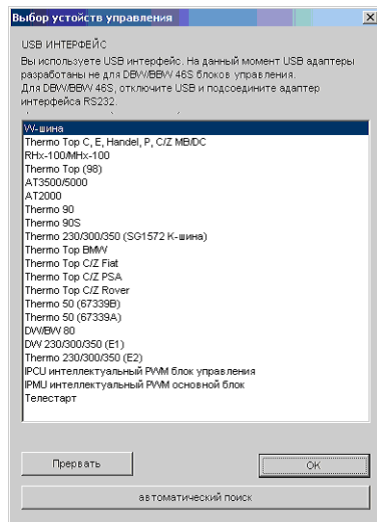 Выбор устойств управления
USB ИНТЕРФЕЙС
Вы используете USB интерфейс. На данный момент USB адаптеры
разработаны не для DBW/BBW 46S блоков управления.
Для DBW/BBW 46S, отключите USB и подсоедините адаптер
интерфейса RS232.
W-шина
Thermo Top C, E, Handel, P, C/Z MB/DC
RHx-100/MHx-100
Thermo Top (98)
AT3500/5000
AT2000
Thermo 90
Thermo 90S
Thermo 230/300/350 (SG1572 К-шина)
Thermo Top BMW
Thermo Top C/Z Fiat
Thermo Top C/Z PSA
Thermo Top C/Z Rover
Thermo 50 (67339B)
Thermo 50 (67339A)
DW/BW 80
DW 230/300/350 (E1)
Thermo 230/300/350 (E2)
IPCU интеллектуальный PWM блок управления
IPMU интеллектуальный PWM основной блок
Телестарт
Прервать
OK
автоматический поиск